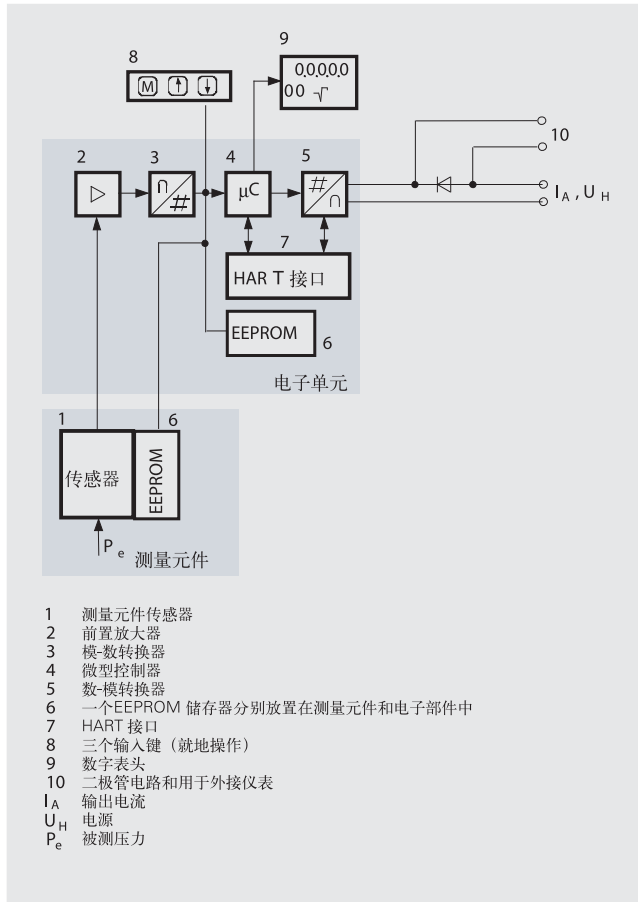 8
9
M
0.0.0.0.0
00
2
3
4
5
10
∩
#
μC
#
∩
I A , U H
7
HAR T 接口
EEPROM
6
电子单元
1
6
传感器
EEPROM
P e
测量元件
1 测量元件传感器
2 前置放大器
3 模-数转换器
4 微型控制器
5 数-模转换器
6 一个EEPROM 储存器分别放置在测量元件和电子部件中
7 HART 接口
8 三个输入键（就地操作）
9 数字表头
10 二极管电路和用于外接仪表
I A 输出电流
U H 电源
P e 被测压力